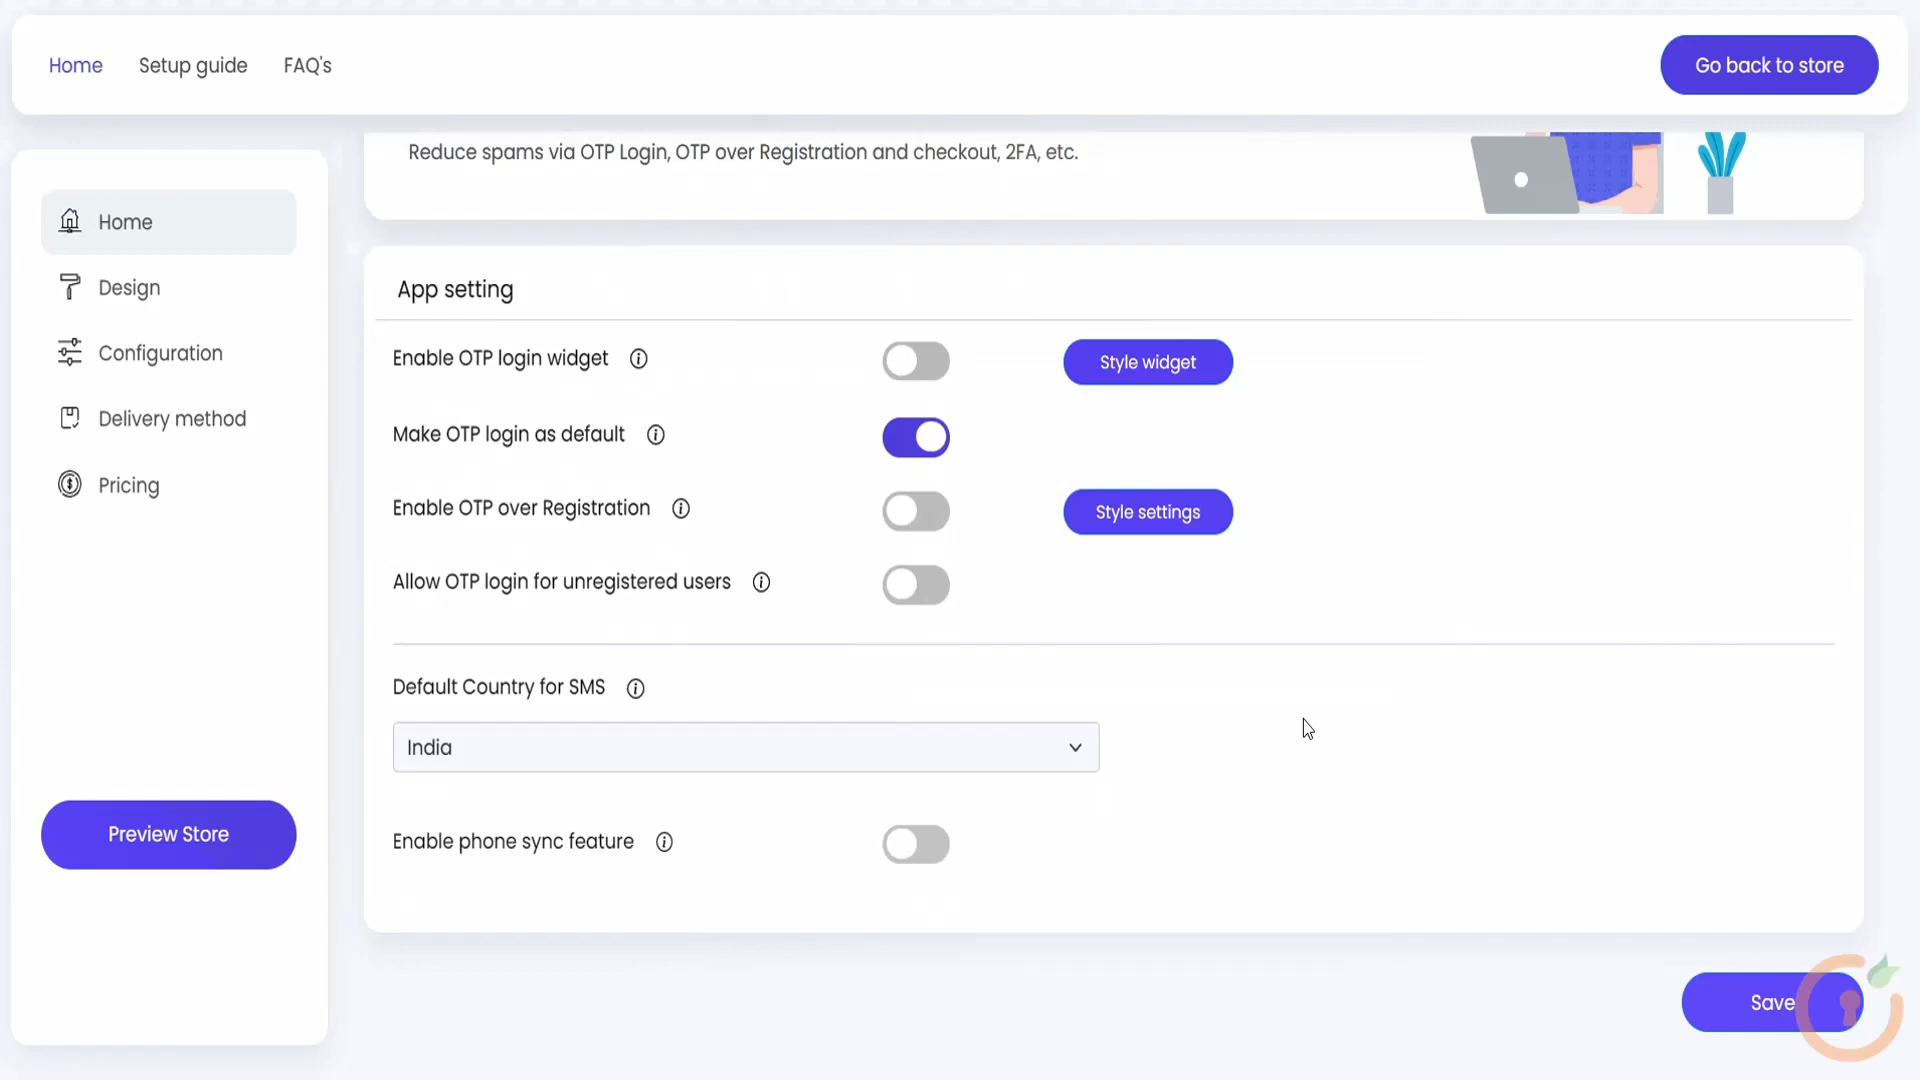 Home Setup guide FAQ's Go back to store
Reduce spams via OTP Login, OTP over Registration and checkout, 2FA, etc.
Home
Design
Configuration
Delivery method
Pricing
Preview Store
App setting
Enable OTP login widget Style widget
Make OTP login as default
Enable OTP over Registration Style settings
Allow OTP login for unregistered users
Default Country for SMS
India
Enable phone sync feature
Save